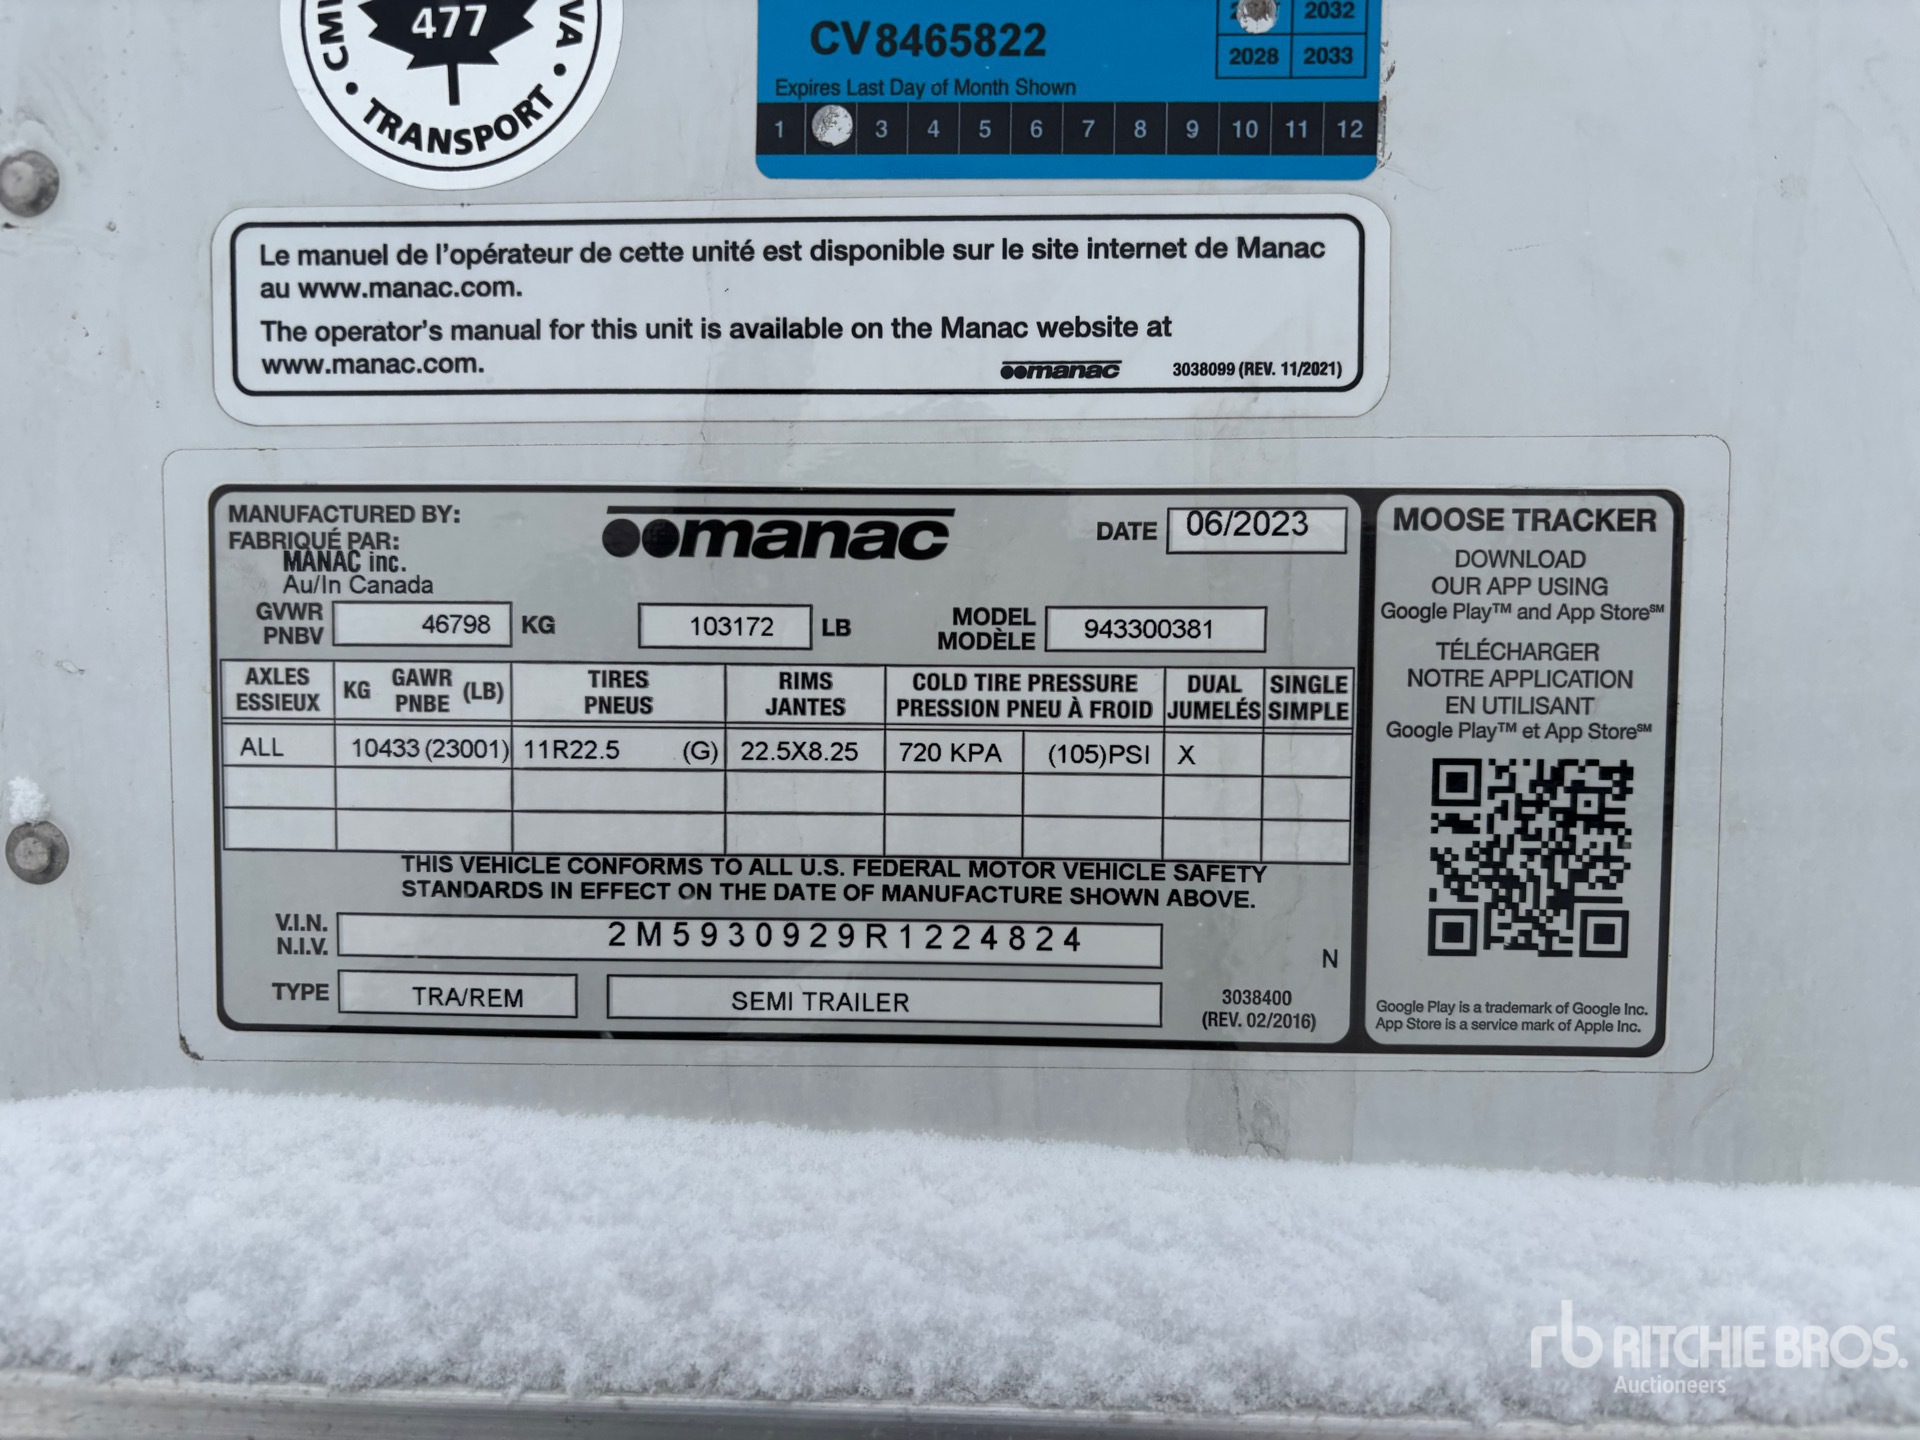 477
TRANSPORT
CV8465822
2032
2028 2033
Expires Last Day of Month Shown
1 3 4 5 6 7 8 9 10 11 12
Le manuel de l'opérateur de cette unité est disponible sur le site internet de Manac
au www.manac.com.
The operator's manual for this unit is available on the Manac website at
www.manac.com.
manac 3038099 (REV. 11/2021)
MANUFACTURED BY:
FABRIQUÉ PAR:
MANAC inc.
Au/In Canada
manac
DATE 06/2023
GVWR
PNBV
46798 KG 103172 LB
MODEL
MODÈLE
943300381
AXLES
ESSIEUX
KG GAWR (LB)
PNBE
TIRES
PNEUS
RIMS
JANTES
COLD TIRE PRESSURE
PRESSION PNEU À FROID
DUAL
JUMELÉS
SINGLE
SIMPLE
ALL 10433 (23001) 11R22.5 (G) 22.5X8.25 720 KPA (105)PSI X
THIS VEHICLE CONFORMS TO ALL U.S. FEDERAL MOTOR VEHICLE SAFETY
STANDARDS IN EFFECT ON THE DATE OF MANUFACTURE SHOWN ABOVE.
V.I.N.
N.I.V.
2M5930929R1224824
N
TYPE TRA/REM SEMI TRAILER
3038400
(REV. 02/2016)
MOOSE TRACKER
DOWNLOAD
OUR APP USING
Google Play™ and App Store℠
TÉLÉCHARGER
NOTRE APPLICATION
EN UTILISANT
Google Play™ et App Store℠
Google Play is a trademark of Google Inc.
App Store is a service mark of Apple Inc.
rb RITCHIE BROS.
Auctioneers